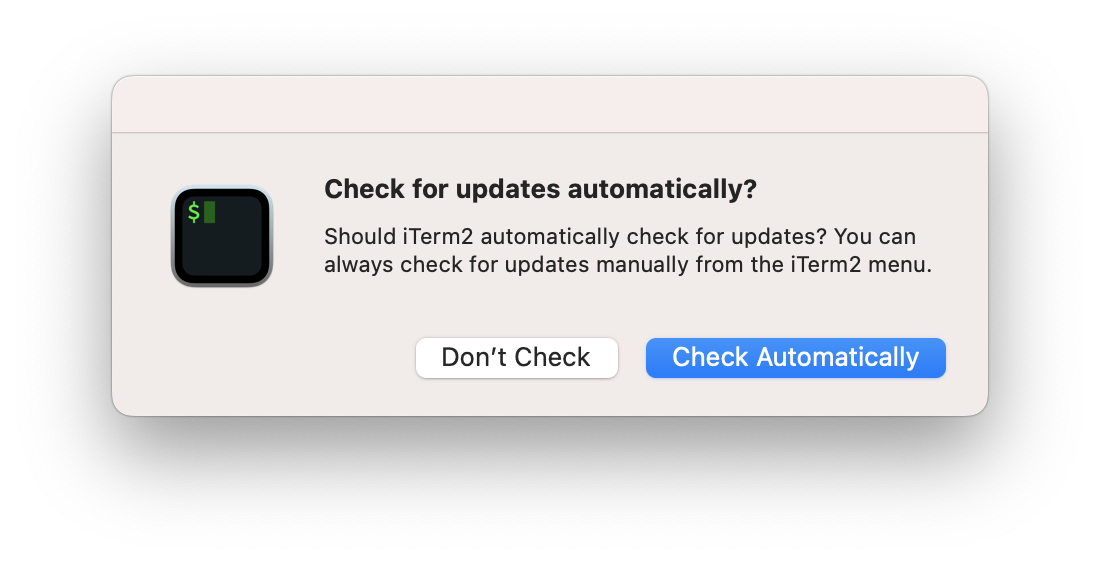 $
Check for updates automatically?
Should iTerm2 automatically check for updates? You can
always check for updates manually from the iTerm2 menu.
Don’t Check
Check Automatically